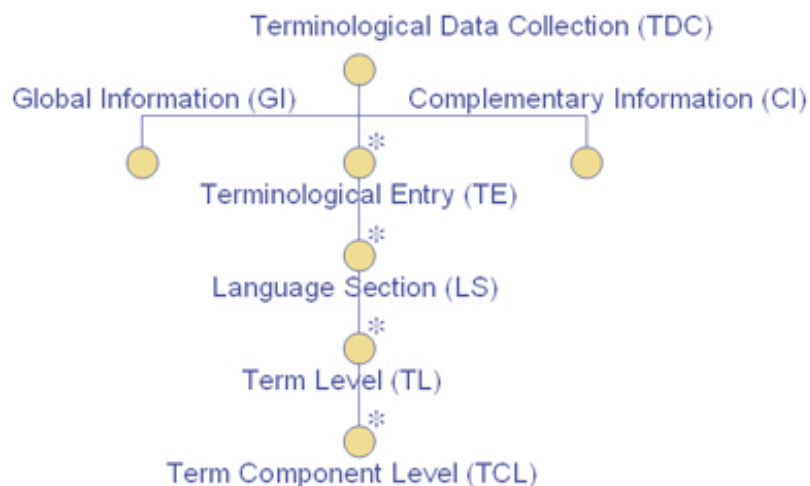 Terminological Data Collection (TDC)
Global Information (GI)
Complementary Information (CI)
*
Terminological Entry (TE)
*
Language Section (LS)
*
Term Level (TL)
*
Term Component Level (TCL)